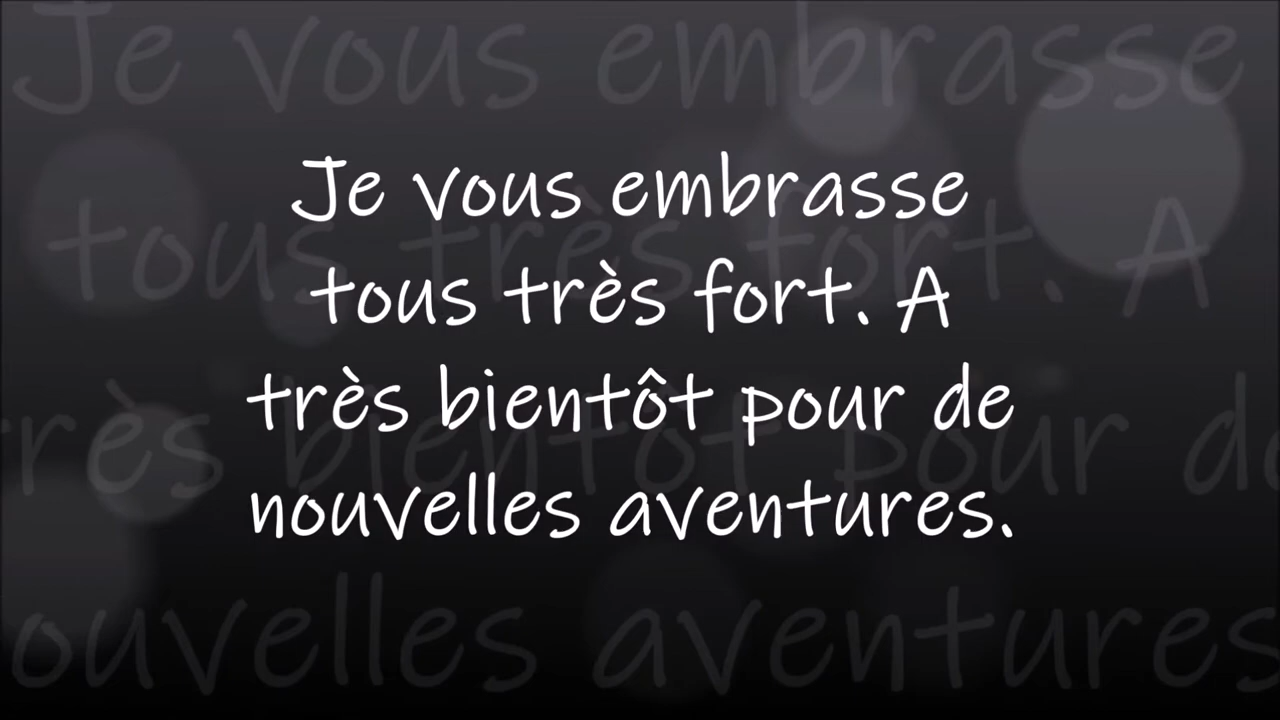 Je vous embrasse
tous très fort. A
très bientôt pour de
nouvelles aventures.